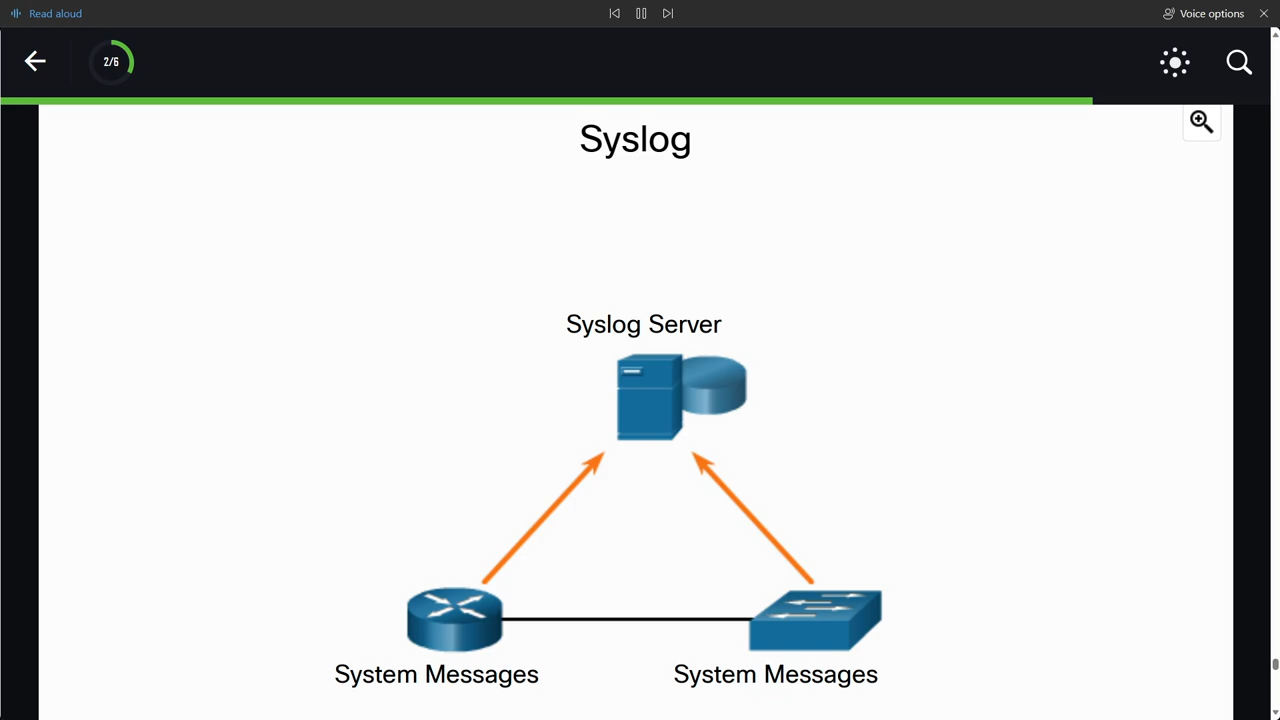 Read aloud
Voice options
2/6
Syslog
Syslog Server
System Messages
System Messages